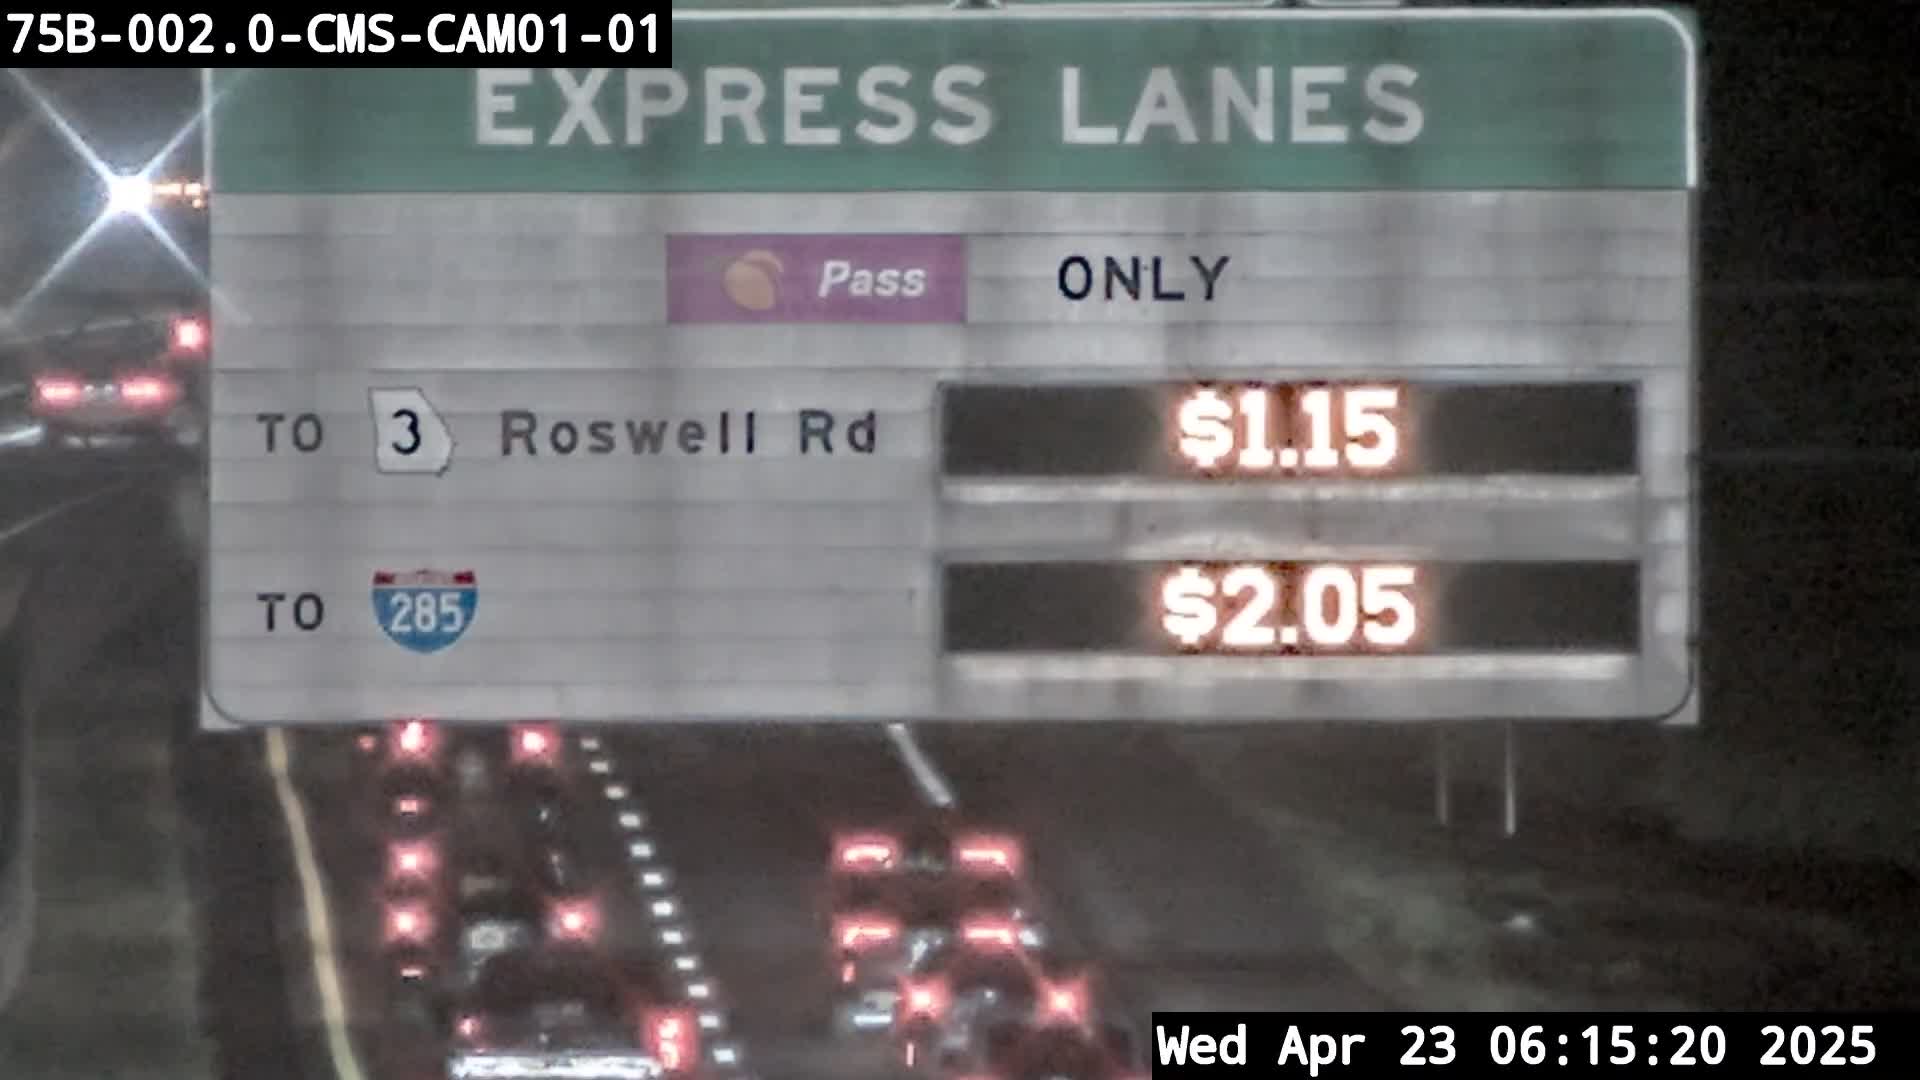 75B-002.0-CMS-CAM01-01
EXPRESS LANES
Pass ONLY
TO 3 Roswell Rd $1.15
TO 285 $2.05
Wed Apr 23 06:15:20 2025